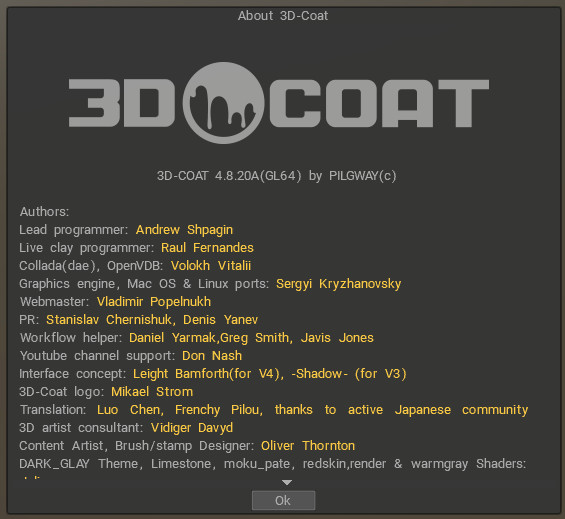 About 3D-Coat
3D COAT
3D-COAT 4.8.20A(GL64) by PILGWAY(c)
Authors:
Lead programmer: Andrew Shpagin
Live clay programmer: Raul Fernandes
Collada(dae), OpenVDB: Volokh Vitalii
Graphics engine, Mac OS & Linux ports: Sergyi Kryzhanovsky
Webmaster: Vladimir Popelnukh
PR: Stanislav Chernishuk, Denis Yanev
Workflow helper: Daniel Yarmak,Greg Smith, Javis Jones
Youtube channel support: Don Nash
Interface concept: Leight Bamforth(for V4), -Shadow- (for V3)
3D-Coat logo: Mikael Strom
Translation: Luo Chen, Frenchy Pilou, thanks to active Japanese community
3D artist consultant: Vidiger Davyd
Content Artist, Brush/stamp Designer: Oliver Thornton
DARK_GLAY Theme, Limestone, moku_pate, redskin,render & warmgray Shaders:
Ok